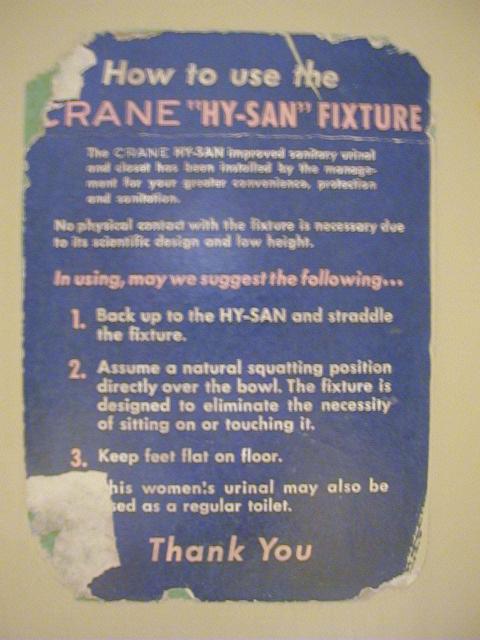 How to use the
CRANE "HY-SAN" FIXTURE
The CRANE HY-SAN improved sanitary urinal
and closet has been installed by the manage-
ment for your greater convenience, protection
and sanitation.
No physical contact with the fixture is necessary due
to its scientific design and low height.
In using, may we suggest the following...
1. Back up to the HY-SAN and straddle
the fixture.
2. Assume a natural squatting position
directly over the bowl. The fixture is
designed to eliminate the necessity
of sitting on or touching it.
3. Keep feet flat on floor.
his women's urinal may also be
sed as a regular toilet.
Thank You